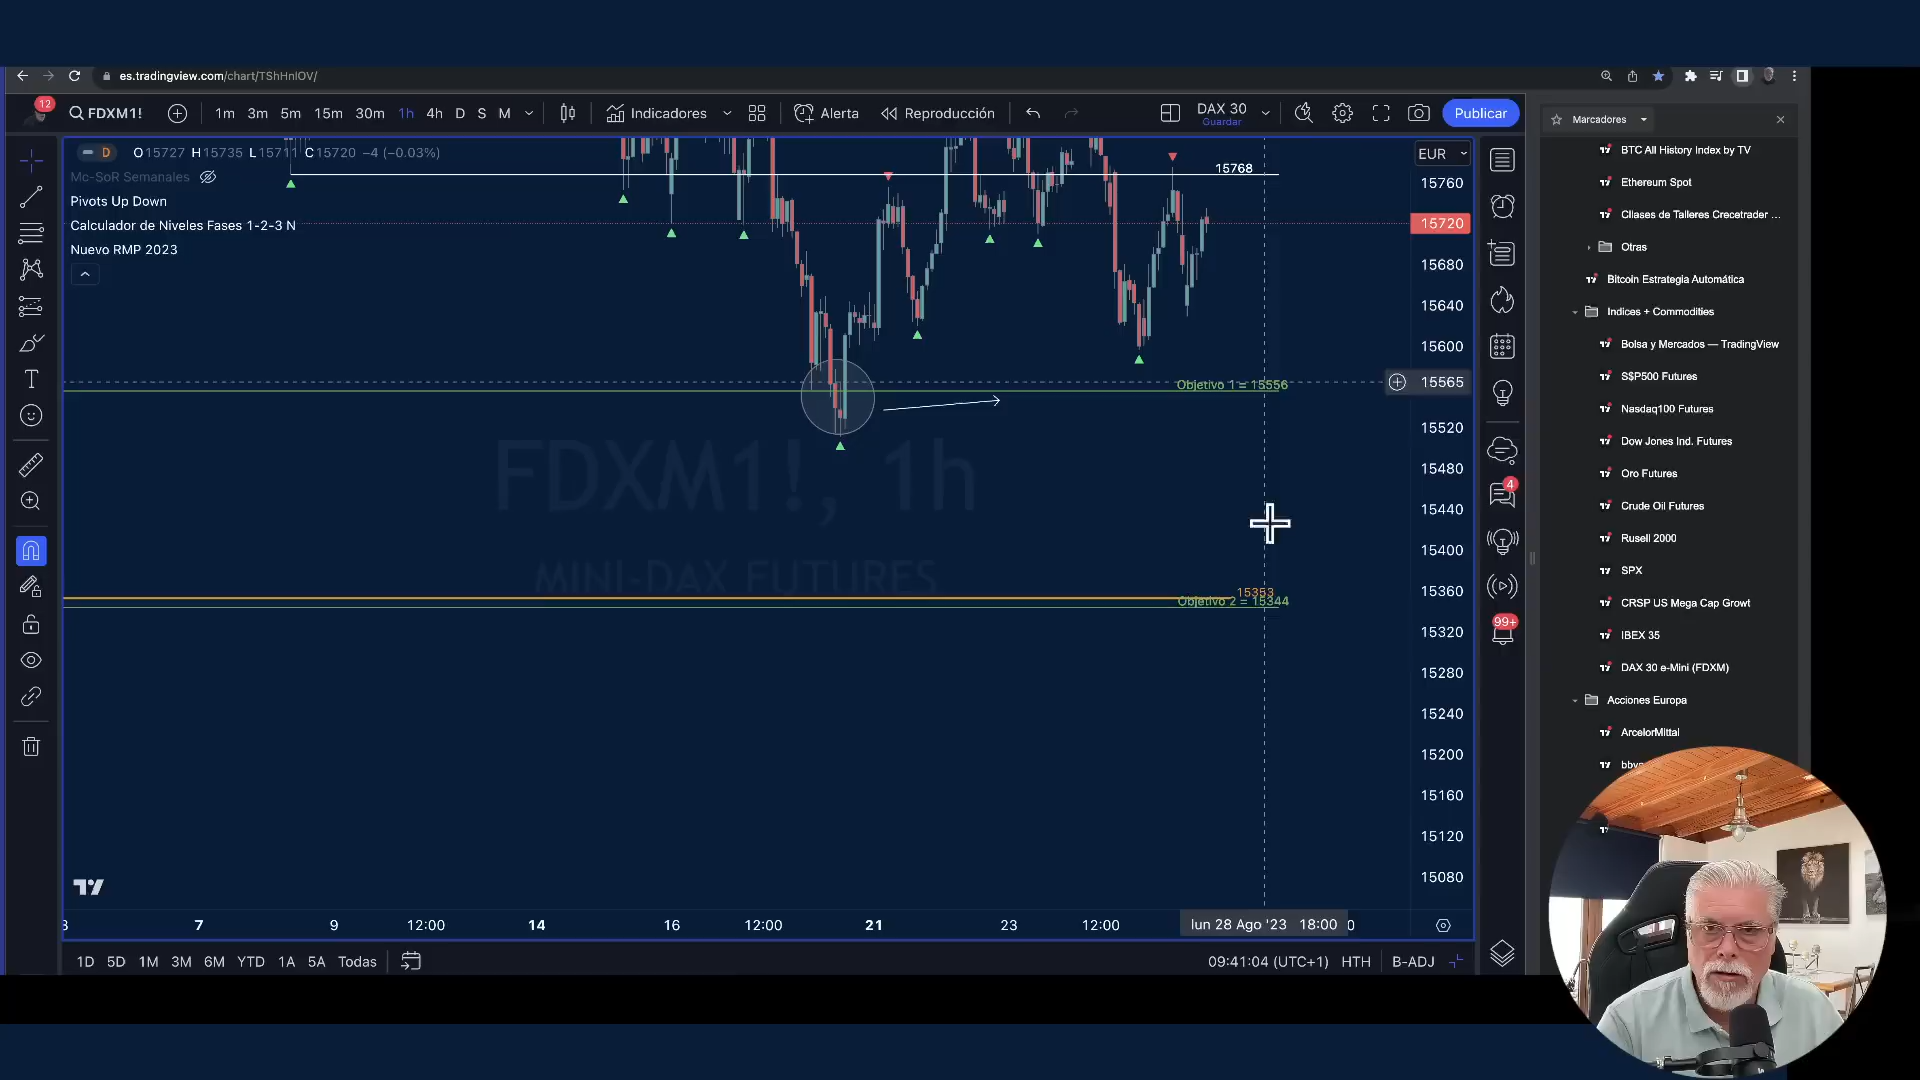 es.tradingview.com/chart/TShHnIOV/
12
FDXM1!
1m 3m 5m 15m 30m 1h 4h D S M
Indicadores
Alerta
Reproducción
DAX 30
Guardar
Publicar
Marcadores
D O15727 H15735 L15711 C15720 −4 (−0.03%)
Mc-SoR Semanales
Pivots Up Down
Calculador de Niveles Fases 1-2-3 N
Nuevo RMP 2023
EUR
15768
15760
15720
15680
15640
15600
15565
15520
15480
15440
15400
15360
15320
15280
15240
15200
15160
15120
15080
Objetivo 1 = 15556
FDXM1!, 1h
MINI-DAX FUTURES
15353
Objetivo 2 = 15344
4
99+
7 9 12:00 14 16 12:00 21 23 12:00 lun 28 Ago '23 18:00
1D 5D 1M 3M 6M YTD 1A 5A Todas
09:41:04 (UTC+1) HTH B-ADJ
BTC All History Index by TV
Ethereum Spot
Cllases de Talleres Crecetrader ...
Otras
Bitcoin Estrategia Automática
Indices + Commodities
Bolsa y Mercados — TradingView
S$P500 Futures
Nasdaq100 Futures
Dow Jones Ind. Futures
Oro Futures
Crude Oil Futures
Rusell 2000
SPX
CRSP US Mega Cap Growt
IBEX 35
DAX 30 e-Mini (FDXM)
Acciones Europa
ArcelorMittal